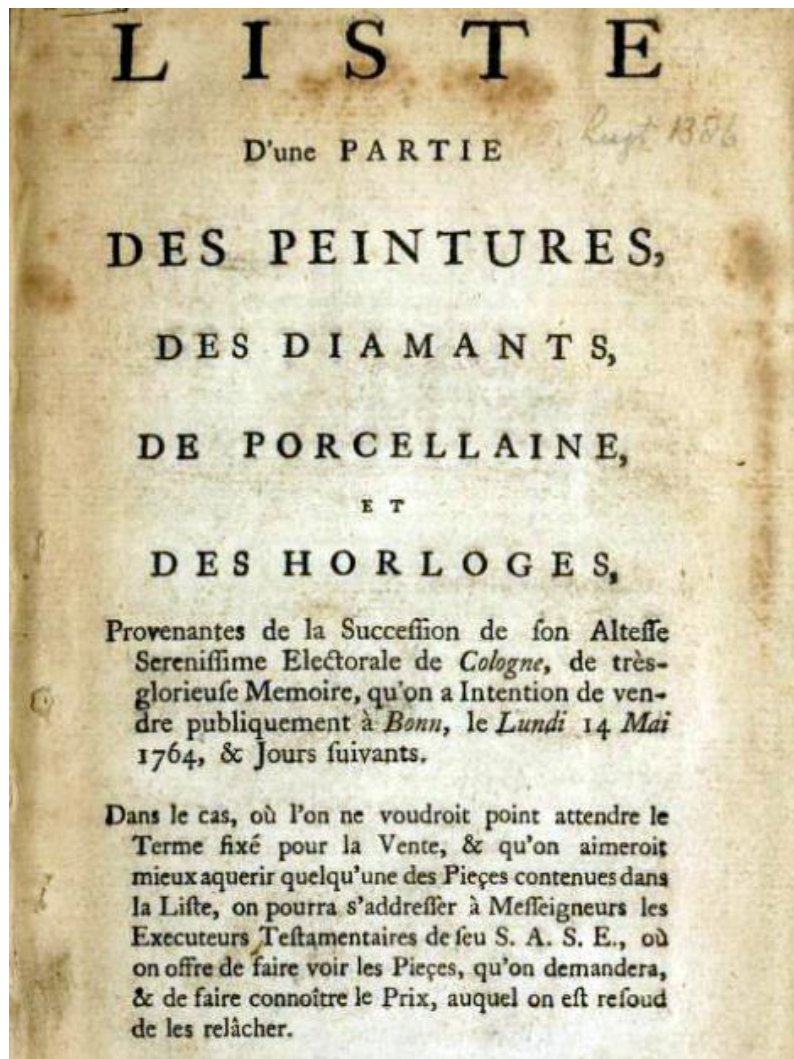 LISTE
D'une PARTIE
Lugt 1386
DES PEINTURES,
DES DIAMANTS,
DE PORCELLAINE,
ET
DES HORLOGES,
Provenantes de la Succeſſion de ſon Alteſſe
Sereniſſime Electorale de Cologne, de très-
glorieuſe Memoire, qu'on a Intention de ven-
dre publiquement à Bonn, le Lundi 14 Mai
1764, & Jours ſuivants.
Dans le cas, où l'on ne voudroit point attendre le
Terme fixé pour la Vente, & qu'on aimeroit
mieux aquerir quelqu'une des Pieçes contenues dans
la Liſte, on pourra s'addreſſer à Meſſeigneurs les
Executeurs Teſtamentaires de feu S. A. S. E., où
on offre de faire voir les Pieçes, qu'on demandera,
& de faire connoître le Prix, auquel on eſt reſoud
de les relâcher.